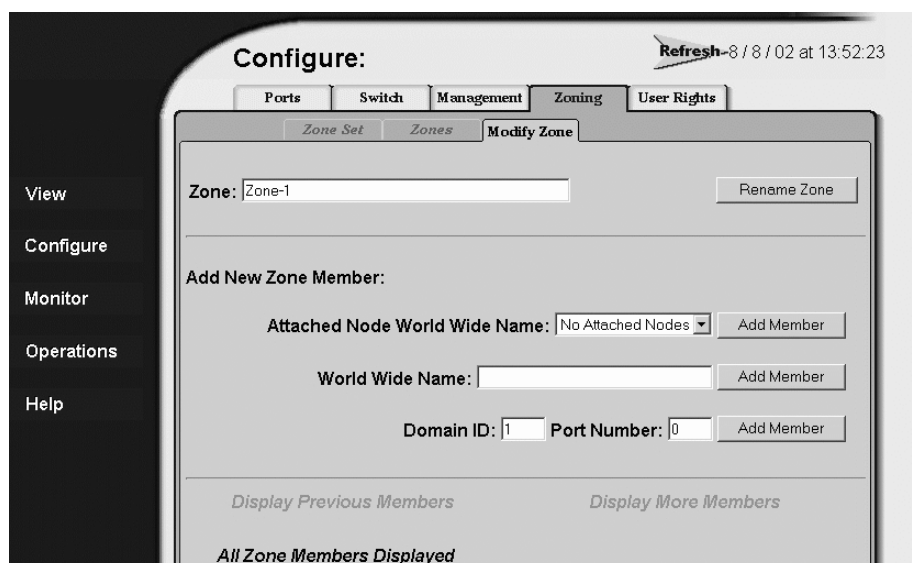 Configure:
Refresh-8 / 8 / 02 at 13:52:23
Ports Switch Management Zoning User Rights
Zone Set Zones Modify Zone
View
Configure
Monitor
Operations
Help
Zone: Zone-1 Rename Zone
Add New Zone Member:
Attached Node World Wide Name: No Attached Nodes Add Member
World Wide Name: Add Member
Domain ID: 1 Port Number: 0 Add Member
Display Previous Members Display More Members
All Zone Members Displayed